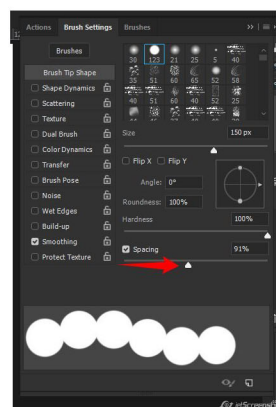 Actions Brush Settings Brushes
Brushes
30 123 21 25 5 40
Brush Tip Shape
35 51 60 65 52 58
Shape Dynamics
Scattering
40 51 60 40 52 25
Texture
Dual Brush
Size 150 px
Color Dynamics
Transfer
Flip X Flip Y
Brush Pose
Angle: 0°
Noise
Roundness: 100%
Wet Edges
Hardness
Build-up
100%
Smoothing
Spacing 91%
Protect Texture